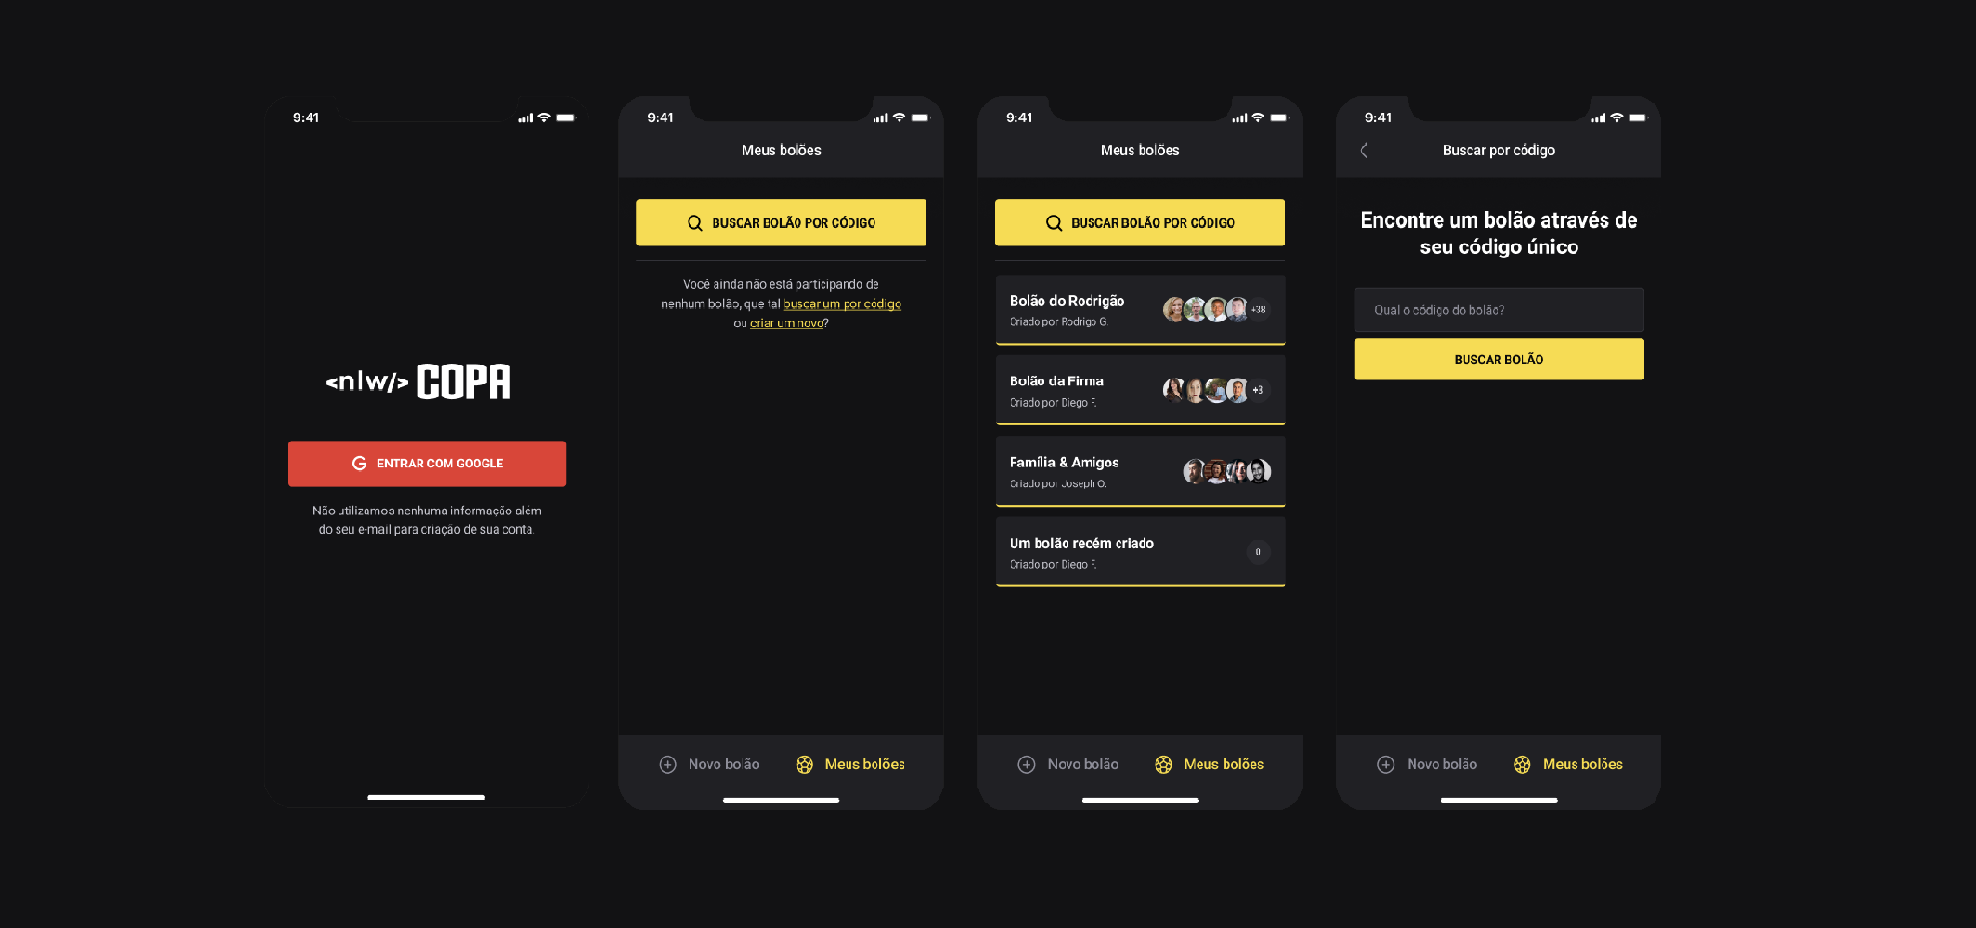 9:41
<nlw/> COPA
ENTRAR COM GOOGLE
Não utilizamos nenhuma informação além
do seu e-mail para criação de sua conta.
9:41
Meus bolões
BUSCAR BOLÃO POR CÓDIGO
Você ainda não está participando de
nenhum bolão, que tal buscar um por código
ou criar um novo?
Novo bolão
Meus bolões
9:41
Meus bolões
BUSCAR BOLÃO POR CÓDIGO
Bolão do Rodrigão
Criado por Rodrigo G.
+38
Bolão da Firma
Criado por Diego F.
+3
Família & Amigos
Criado por Joseph O.
Um bolão recém criado
Criado por Diego F.
0
Novo bolão
Meus bolões
9:41
Buscar por código
Encontre um bolão através de
seu código único
Qual o código do bolão?
BUSCAR BOLÃO
Novo bolão
Meus bolões